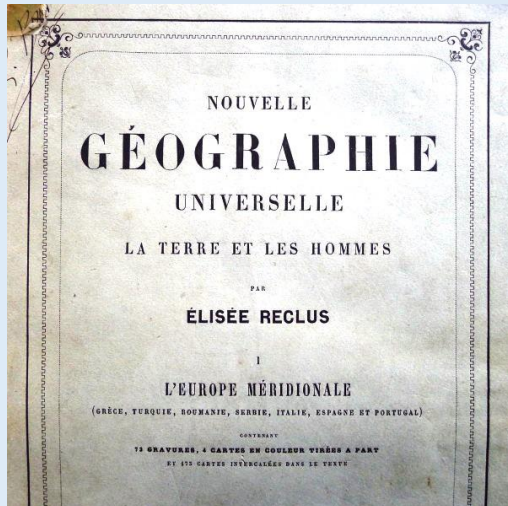 NOUVELLE
GÉOGRAPHIE
UNIVERSELLE
LA TERRE ET LES HOMMES
PAR
ÉLISÉE RECLUS
I
L'EUROPE MÉRIDIONALE
(GRÈCE, TURQUIE, ROUMANIE, SERBIE, ITALIE, ESPAGNE ET PORTUGAL)
CONTENANT
73 GRAVURES, 4 CARTES EN COULEUR TIRÉES A PART
ET 173 CARTES INTERCALÉES DANS LE TEXTE